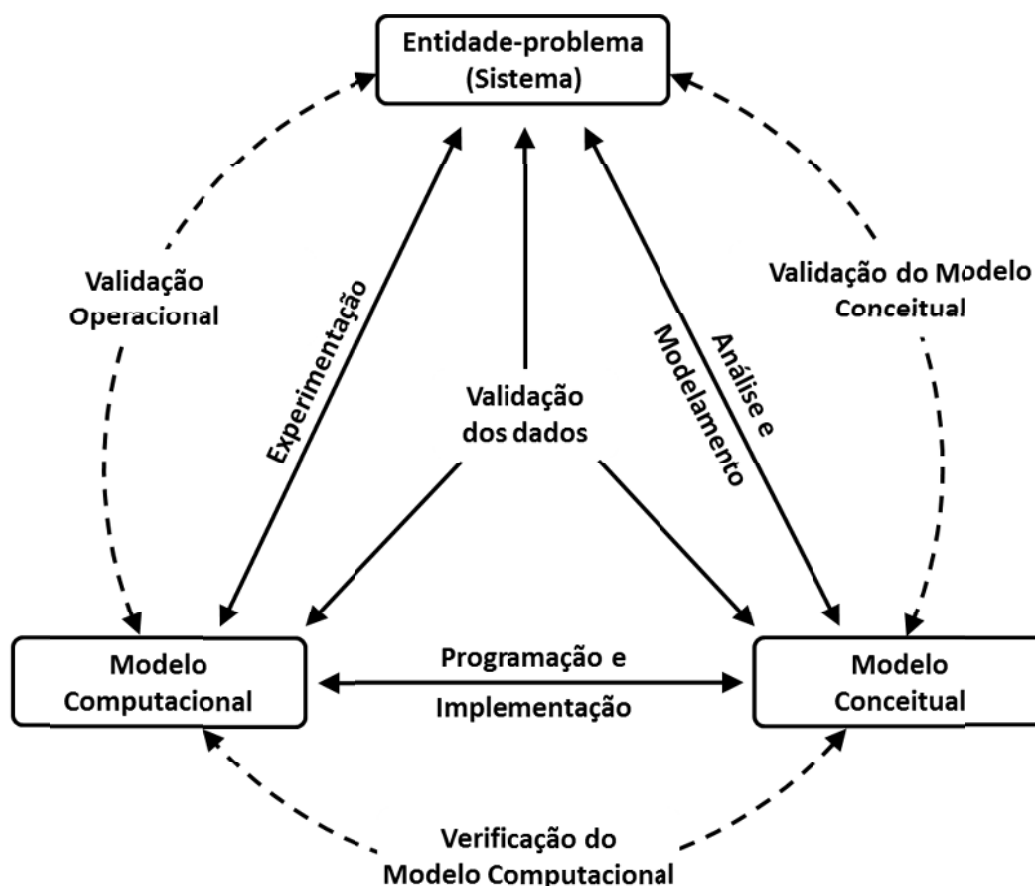 Entidade-problema
(Sistema)
Validação
Operacional
Validação do Modelo
Conceitual
Experimentação
Análise e
Modelamento
Validação
dos dados
Modelo
Computacional
Programação e
Implementação
Modelo
Conceitual
Verificação do
Modelo Computacional